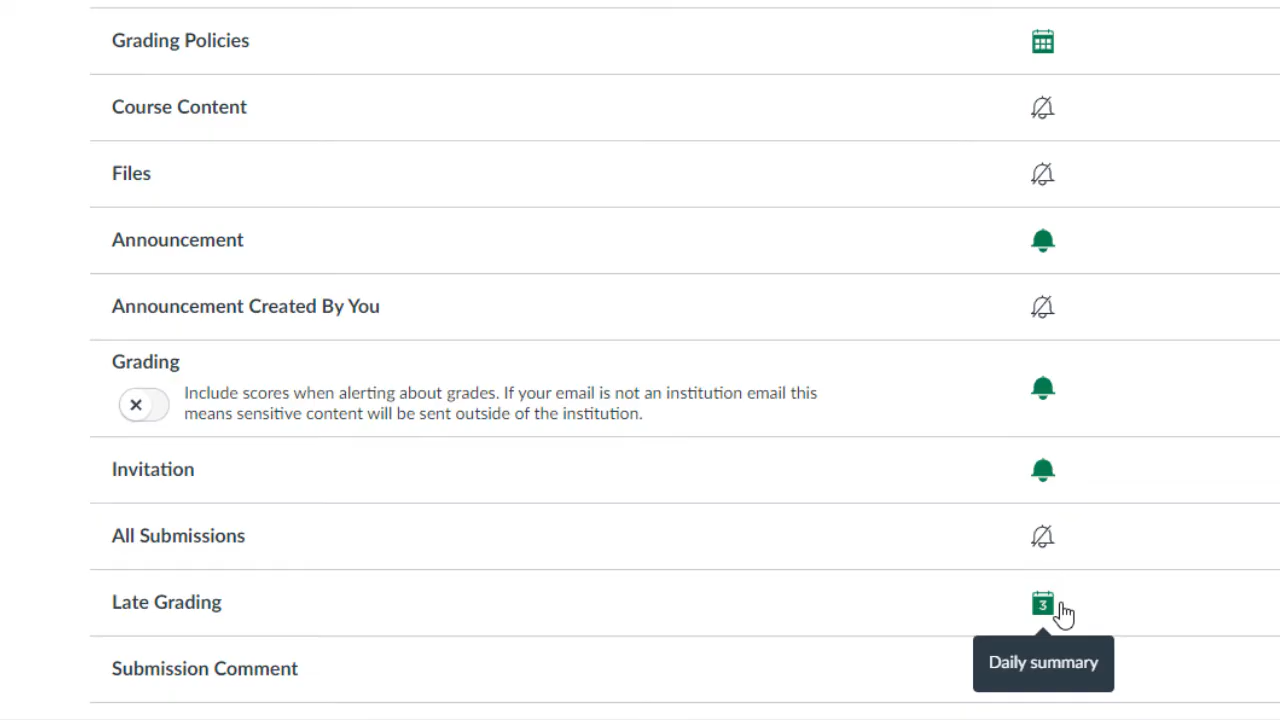 Grading Policies
Course Content
Files
Announcement
Announcement Created By You
Grading
Include scores when alerting about grades. If your email is not an institution email this
means sensitive content will be sent outside of the institution.
Invitation
All Submissions
Late Grading
3
Submission Comment
Daily summary